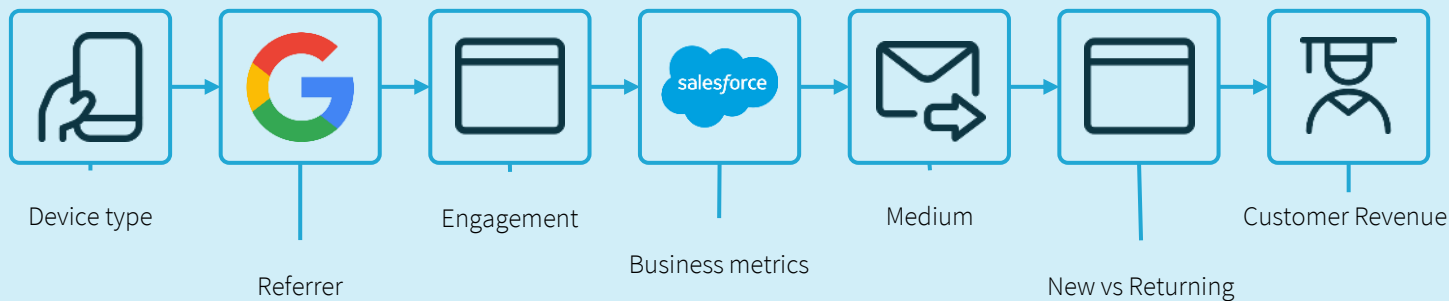 salesforce
Device type
Engagement
Medium
Customer Revenue
Business metrics
Referrer
New vs Returning